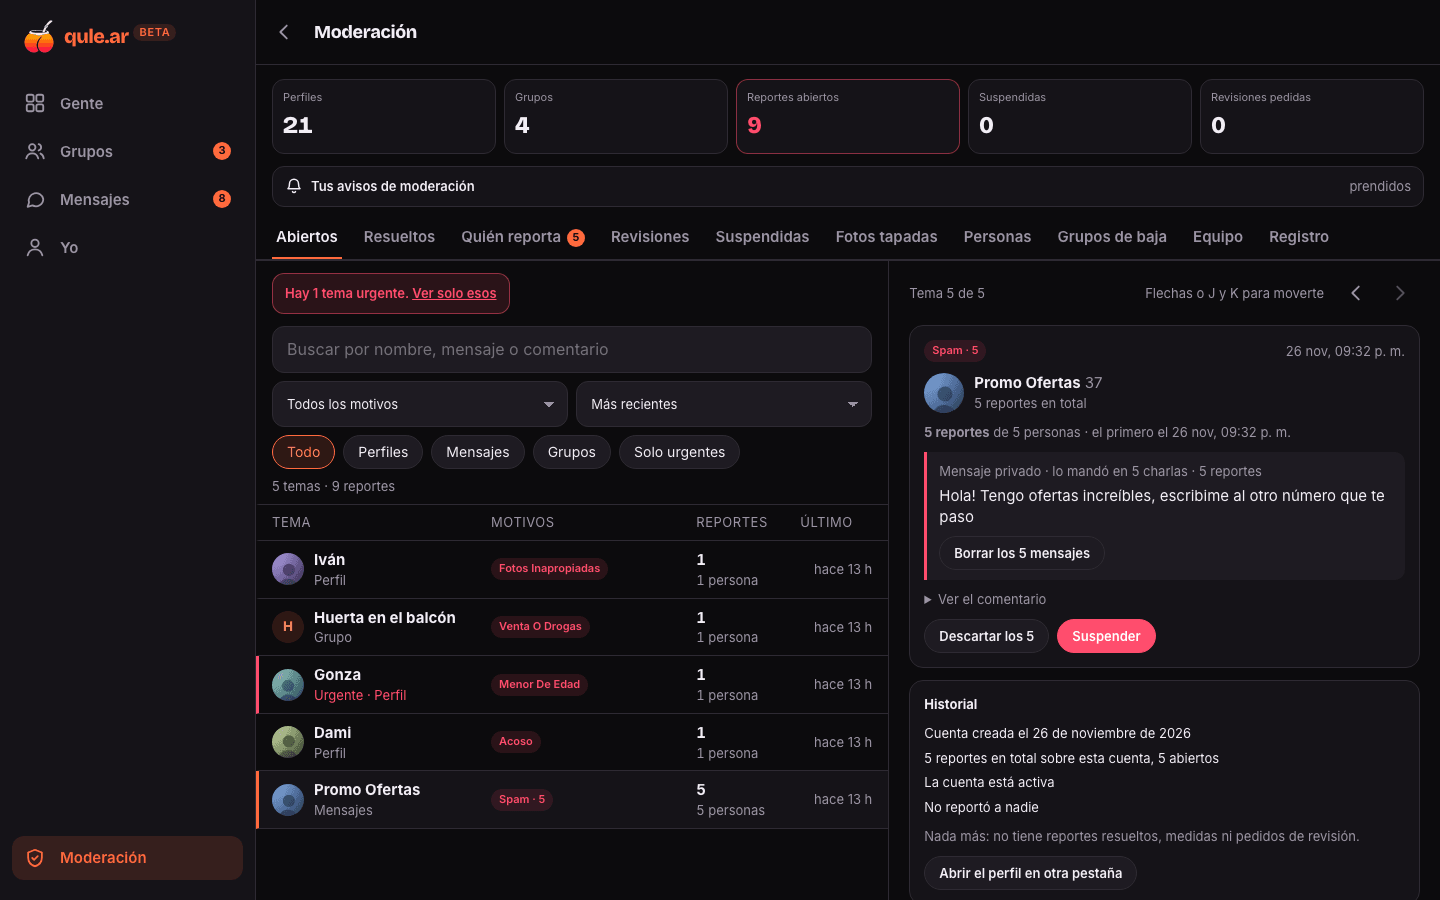 qule.ar BETA
Gente
Grupos 3
Mensajes 8
Yo
Moderación
Moderación
Perfiles
21
Grupos
4
Reportes abiertos
9
Suspendidas
0
Revisiones pedidas
0
Tus avisos de moderación prendidos
Abiertos Resueltos Quién reporta 5 Revisiones Suspendidas Fotos tapadas Personas Grupos de baja Equipo Registro
Hay 1 tema urgente. Ver solo esos
Buscar por nombre, mensaje o comentario
Todos los motivos Más recientes
Todo Perfiles Mensajes Grupos Solo urgentes
5 temas · 9 reportes
TEMA MOTIVOS REPORTES ÚLTIMO
Iván
Perfil
Fotos Inapropiadas
1
1 persona
hace 13 h
H
Huerta en el balcón
Grupo
Venta O Drogas
1
1 persona
hace 13 h
Gonza
Urgente · Perfil
Menor De Edad
1
1 persona
hace 13 h
Dami
Perfil
Acoso
1
1 persona
hace 13 h
Promo Ofertas
Mensajes
Spam · 5
5
5 personas
hace 13 h
Tema 5 de 5 Flechas o J y K para moverte
Spam · 5 26 nov, 09:32 p. m.
Promo Ofertas 37
5 reportes en total
5 reportes de 5 personas · el primero el 26 nov, 09:32 p. m.
Mensaje privado · lo mandó en 5 charlas · 5 reportes
Hola! Tengo ofertas increíbles, escribime al otro número que te
paso
Borrar los 5 mensajes
Ver el comentario
Descartar los 5 Suspender
Historial
Cuenta creada el 26 de noviembre de 2026
5 reportes en total sobre esta cuenta, 5 abiertos
La cuenta está activa
No reportó a nadie
Nada más: no tiene reportes resueltos, medidas ni pedidos de revisión.
Abrir el perfil en otra pestaña